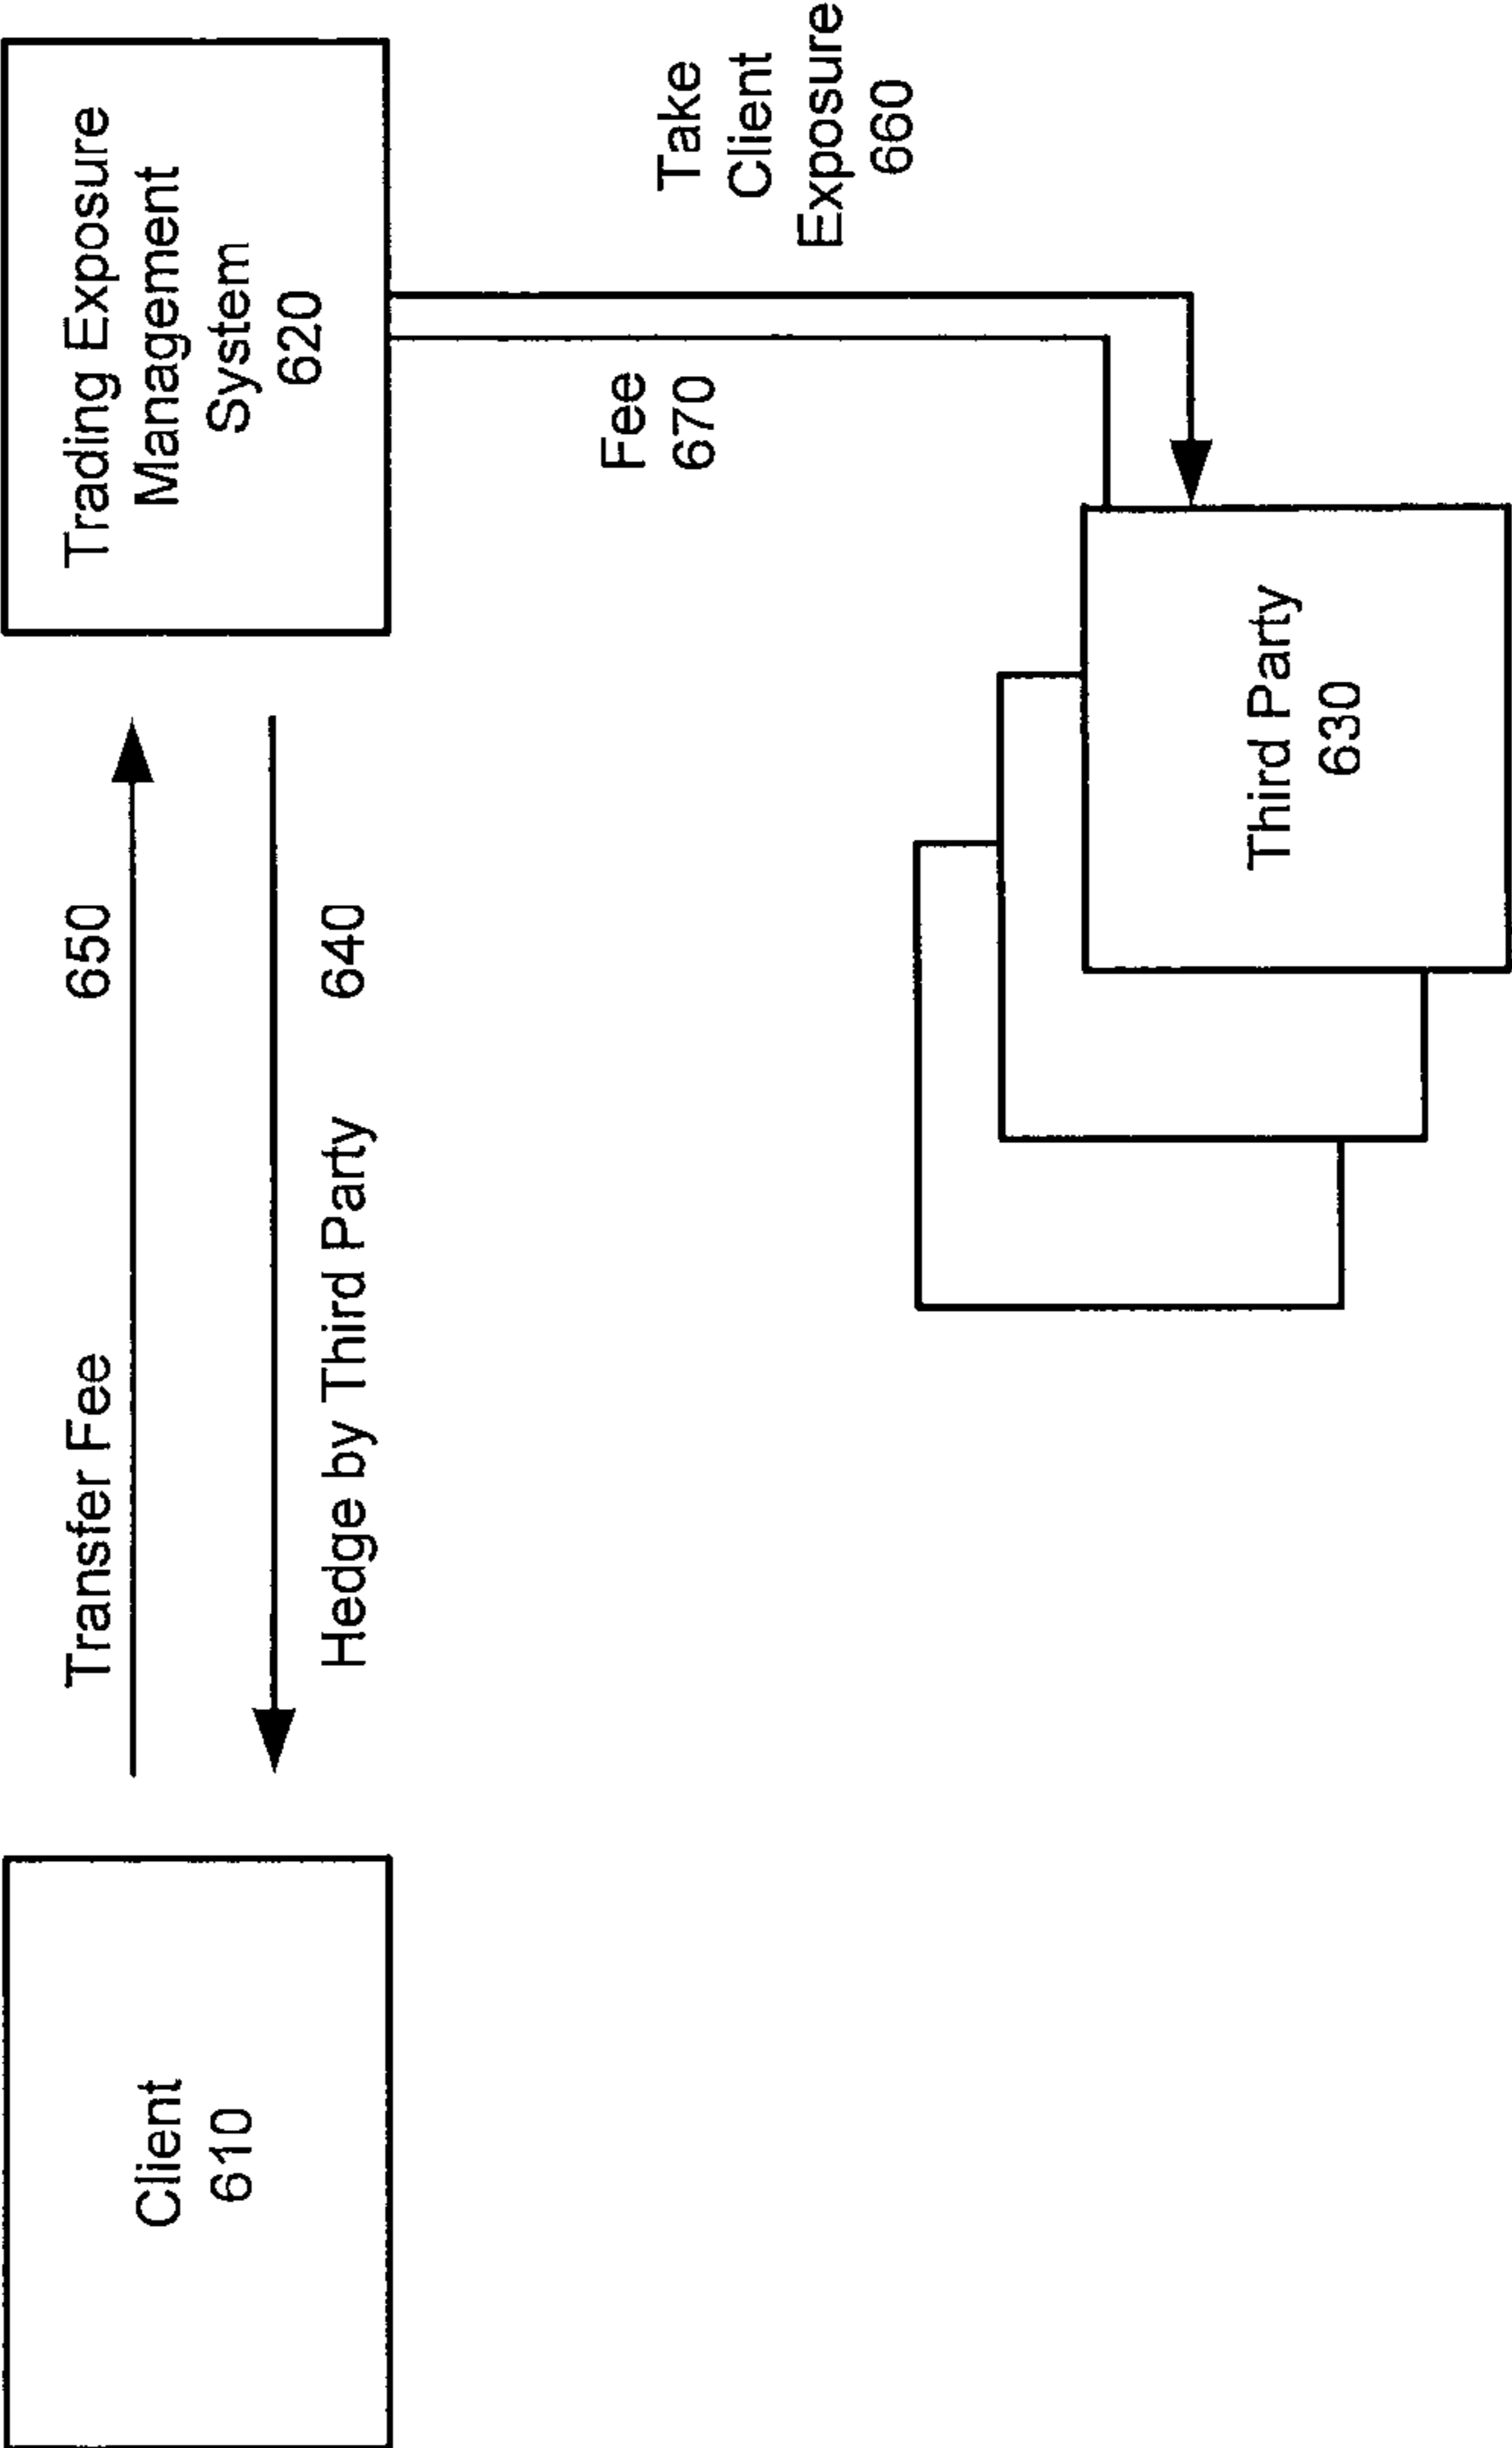 Client
610
Transfer Fee 650
Hedge by Third Party 640
Trading Exposure
Management
System
620
Fee
670
Take
Client
Exposure
660
Third Party
630